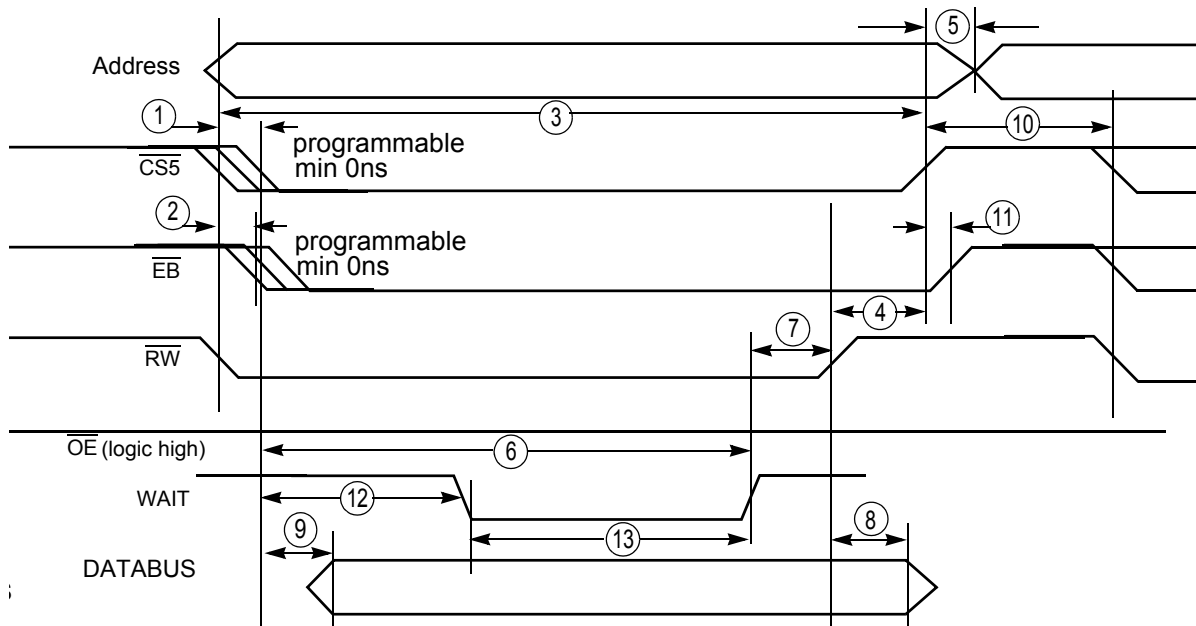 5
Address
1
3
10
programmable
min 0ns
CS5
2
11
programmable
min 0ns
EB
4
7
RW
OE (logic high)
6
WAIT
12
13
9
8
DATABUS